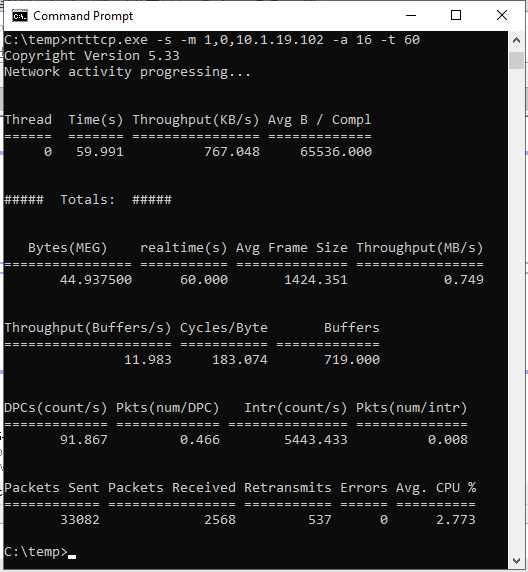 Command Prompt
C:\temp>ntttcp.exe -s -m 1,0,10.1.19.102 -a 16 -t 60
Copyright Version 5.33
Network activity progressing...
Thread  Time(s) Throughput(KB/s) Avg B / Compl
======  ======= ================ =============
     0   59.991          767.048     65536.000
#####  Totals:  #####
   Bytes(MEG)    realtime(s) Avg Frame Size Throughput(MB/s)
================ =========== ============== ================
       44.937500      60.000       1424.351            0.749
Throughput(Buffers/s) Cycles/Byte       Buffers
===================== =========== =============
               11.983     183.074       719.000
DPCs(count/s) Pkts(num/DPC)   Intr(count/s) Pkts(num/intr)
============= ============= =============== ==============
       91.867         0.466        5443.433          0.008
Packets Sent Packets Received Retransmits Errors Avg. CPU %
============ ================ =========== ====== ==========
       33082             2568         537      0      2.773
C:\temp>